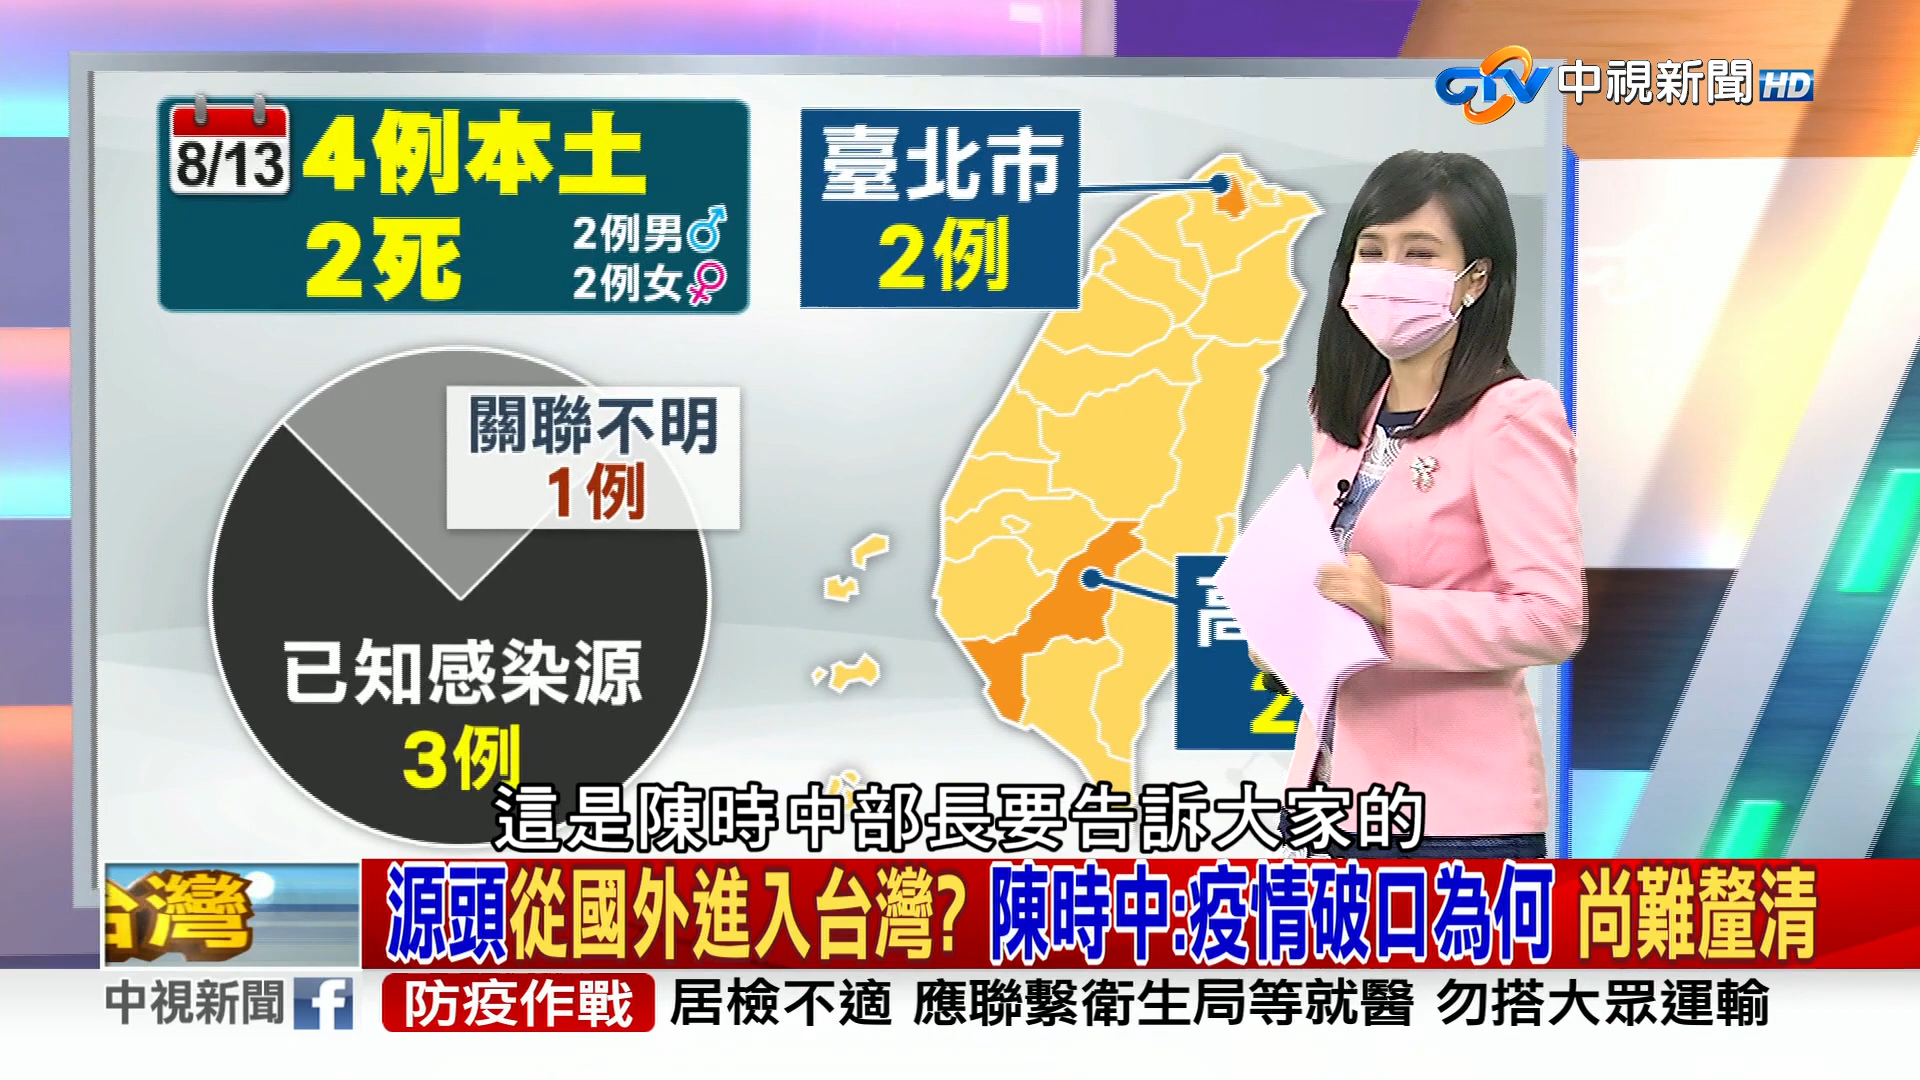 CTV 中視新聞 HD
8/13
4例本土
2死
2例男
2例女
臺北市
2例
關聯不明
1例
已知感染源
3例
2
這是陳時中部長要告訴大家的
台灣
源頭從國外進入台灣? 陳時中:疫情破口為何 尚難釐清
中視新聞 f
防疫作戰 居檢不適 應聯繫衛生局等就醫 勿搭大眾運輸